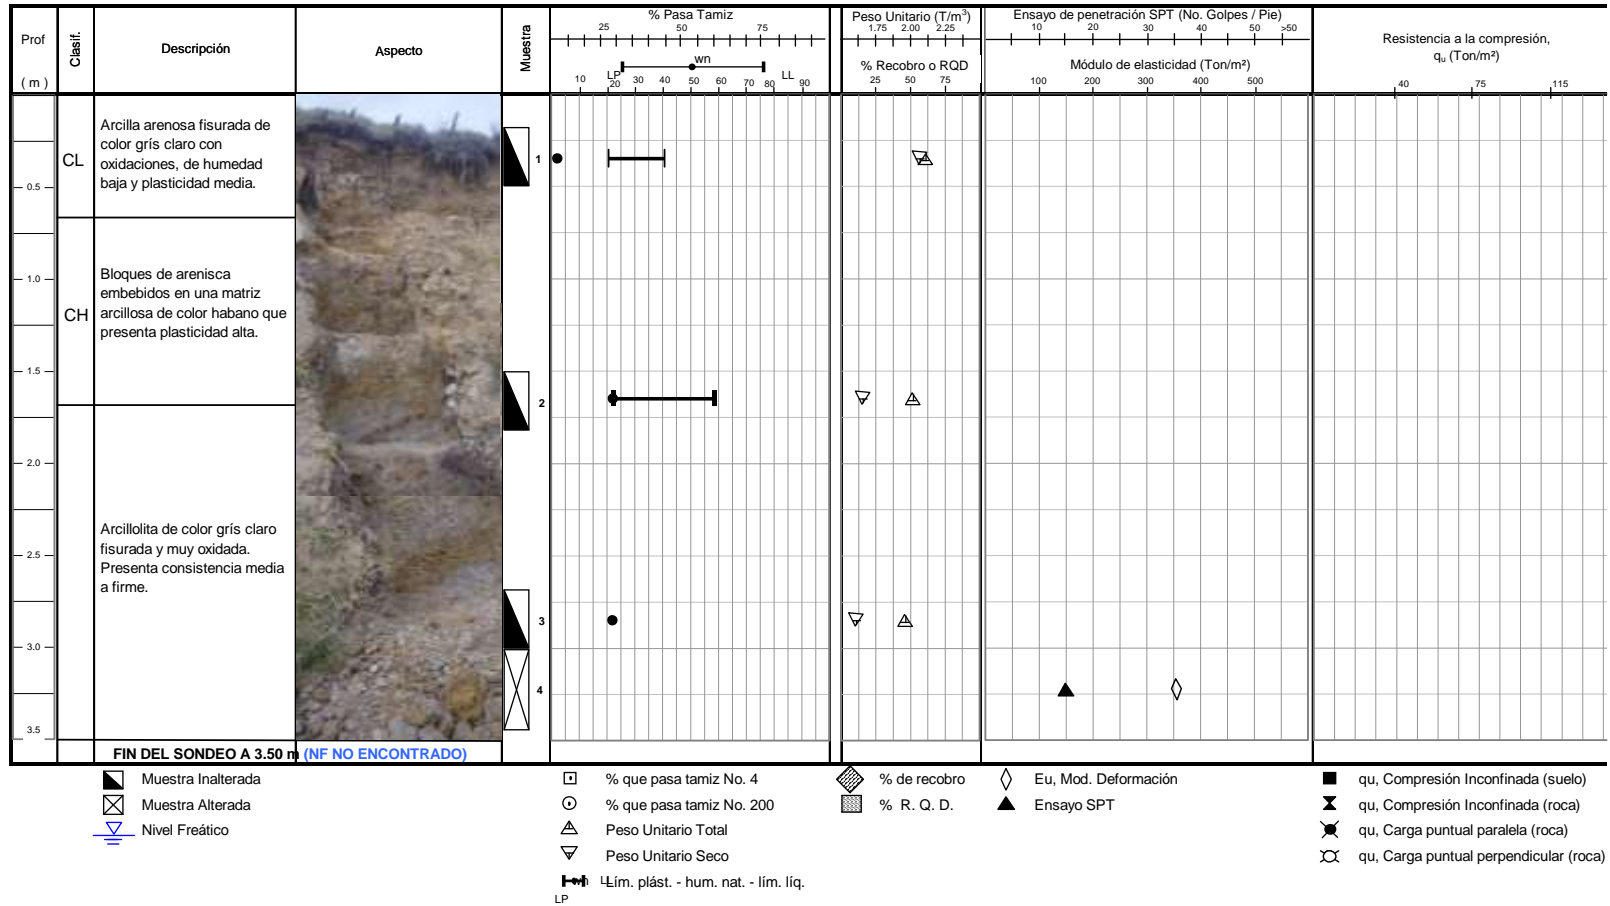 Prof
( m )
Clasif.
Descripción
Aspecto
Muestra
% Pasa Tamiz
25 50 75
wn
LP LL
10 20 30 40 50 60 70 80 90
Peso Unitario (T/m³)
1.75 2.00 2.25
% Recobro o RQD
25 50 75
Ensayo de penetración SPT (No. Golpes / Pie)
10 20 30 40 50 >50
Módulo de elasticidad (Ton/m²)
100 200 300 400 500
Resistencia a la compresión,
qu (Ton/m²)
40 75 115
0.5
1.0
1.5
2.0
2.5
3.0
3.5
CL
Arcilla arenosa fisurada de
color grís claro con
oxidaciones, de humedad
baja y plasticidad media.
1
CH
Bloques de arenisca
embebidos en una matriz
arcillosa de color habano que
presenta plasticidad alta.
2
Arcillolita de color grís claro
fisurada y muy oxidada.
Presenta consistencia media
a firme.
3
4
FIN DEL SONDEO A 3.50 m (NF NO ENCONTRADO)
Muestra Inalterada
Muestra Alterada
Nivel Freático
% que pasa tamiz No. 4
% que pasa tamiz No. 200
Peso Unitario Total
Peso Unitario Seco
wn LL Lím. plást. - hum. nat. - lím. líq.
LP
% de recobro
% R. Q. D.
Eu, Mod. Deformación
Ensayo SPT
qu, Compresión Inconfinada (suelo)
qu, Compresión Inconfinada (roca)
qu, Carga puntual paralela (roca)
qu, Carga puntual perpendicular (roca)